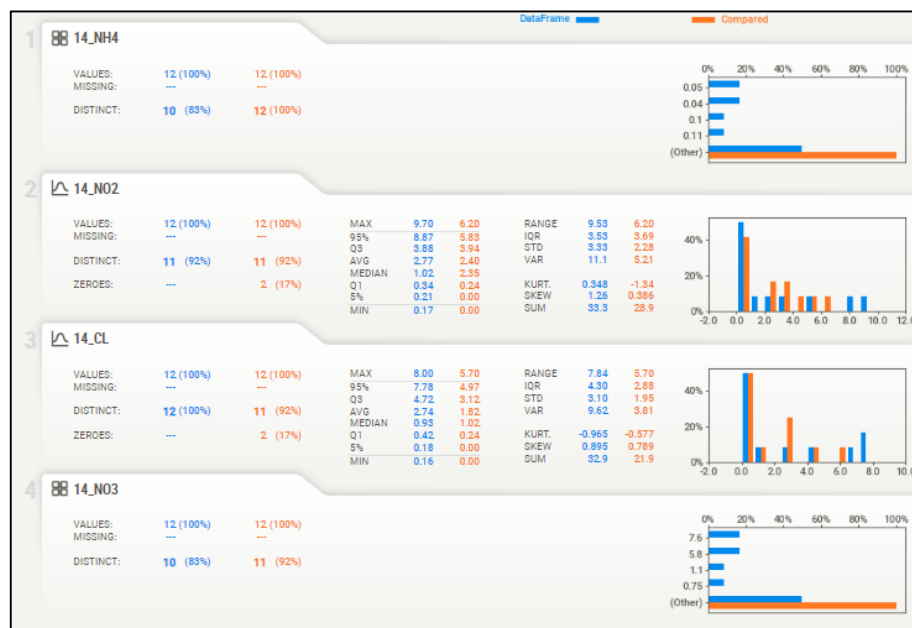 DataFrame Compared
1 14_NH4
VALUES: 12 (100%) 12 (100%)
MISSING: --- ---
DISTINCT: 10 (83%) 12 (100%)
0% 20% 40% 60% 80% 100%
0.05
0.04
0.1
0.11
(Other)
2 14_NO2
VALUES: 12 (100%) 12 (100%)
MISSING: --- ---
DISTINCT: 11 (92%) 11 (92%)
ZEROES: --- 2 (17%)
MAX 9.70 6.20
95% 8.87 5.83
Q3 3.88 3.94
AVG 2.77 2.40
MEDIAN 1.02 2.35
Q1 0.34 0.24
5% 0.21 0.00
MIN 0.17 0.00
RANGE 9.53 6.20
IQR 3.53 3.69
STD 3.33 2.28
VAR 11.1 5.21
KURT. 0.348 -1.34
SKEW 1.26 0.386
SUM 33.3 28.9
40%
20%
0%
-2.0 0.0 2.0 4.0 6.0 8.0 10.0 12.0
3 14_CL
VALUES: 12 (100%) 12 (100%)
MISSING: --- ---
DISTINCT: 12 (100%) 11 (92%)
ZEROES: --- 2 (17%)
MAX 8.00 5.70
95% 7.78 4.97
Q3 4.72 3.12
AVG 2.74 1.82
MEDIAN 0.93 1.02
Q1 0.42 0.24
5% 0.18 0.00
MIN 0.16 0.00
RANGE 7.84 5.70
IQR 4.30 2.88
STD 3.10 1.95
VAR 9.62 3.81
KURT. -0.965 -0.577
SKEW 0.895 0.789
SUM 32.9 21.9
40%
20%
0%
-2.0 0.0 2.0 4.0 6.0 8.0 10.0
4 14_NO3
VALUES: 12 (100%) 12 (100%)
MISSING: --- ---
DISTINCT: 10 (83%) 11 (92%)
0% 20% 40% 60% 80% 100%
7.6
5.8
1.1
0.75
(Other)